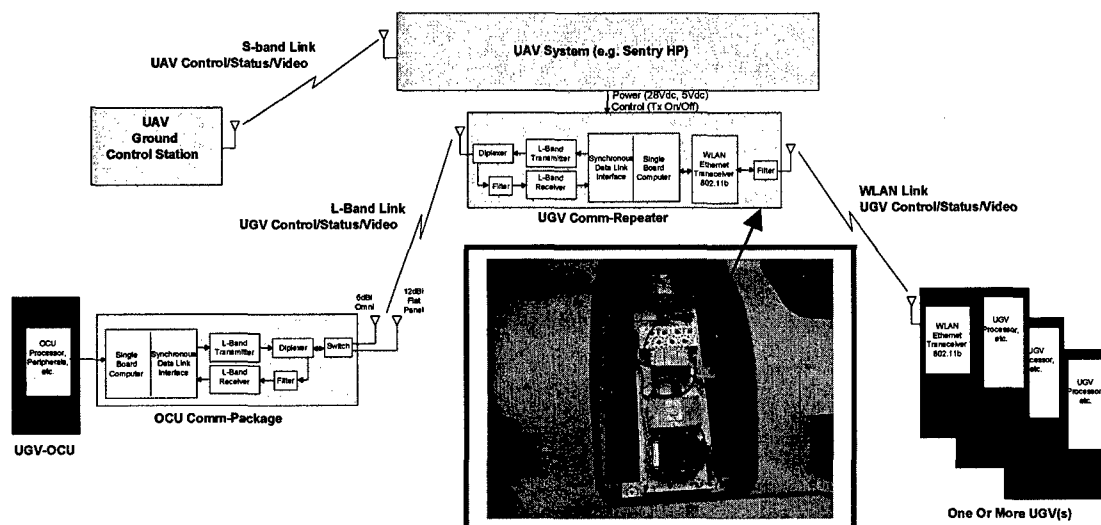 S-band Link
UAV Control/Status/Video
UAV System (e.g. Sentry HP)
Power (28Vdc, 5Vdc)
Control (Tx On/Off)
UAV
Ground
Control Station
Diplexer
L-Band
Transmitter
Filter
L-Band
Receiver
Synchronous
Data Link
Interface
Single
Board
Computer
WLAN
Ethernet
Transceiver
802.11b
Filter
UGV Comm-Repeater
L-Band Link
UGV Control/Status/Video
WLAN Link
UGV Control/Status/Video
OCU
Processor,
Peripherals,
etc.
UGV-OCU
Single
Board
Computer
Synchronous
Data Link
Interface
L-Band
Transmitter
L-Band
Receiver
Diplexer
Filter
Switch
6dBi
Omni
12dBi
Flat
Panel
OCU Comm-Package
WLAN
Ethernet
Transceiver
802.11b
UGV
Processor,
etc.
UGV
ocessor,
etc.
UGV
Processor
etc.
One Or More UGV(s)